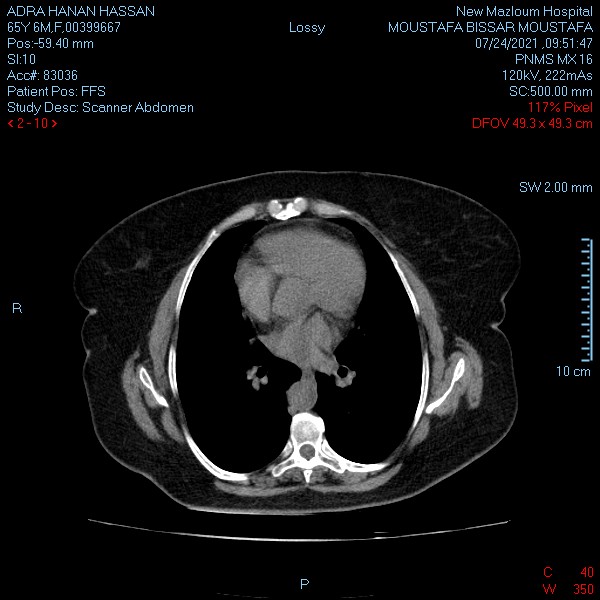 ADRA HANAN HASSAN
65Y 6M,F,00399667
Pos:-59.40 mm
SI:10
Acc#: 83036
Patient Pos: FFS
Study Desc: Scanner Abdomen
< 2 - 10 >
Lossy
New Mazloum Hospital
MOUSTAFA BISSAR MOUSTAFA
07/24/2021 ,09:51:47
PNMS MX 16
120kV, 222mAs
SC:500.00 mm
117% Pixel
DFOV 49.3 x 49.3 cm
SW 2.00 mm
R
10 cm
P
C 40
W 350